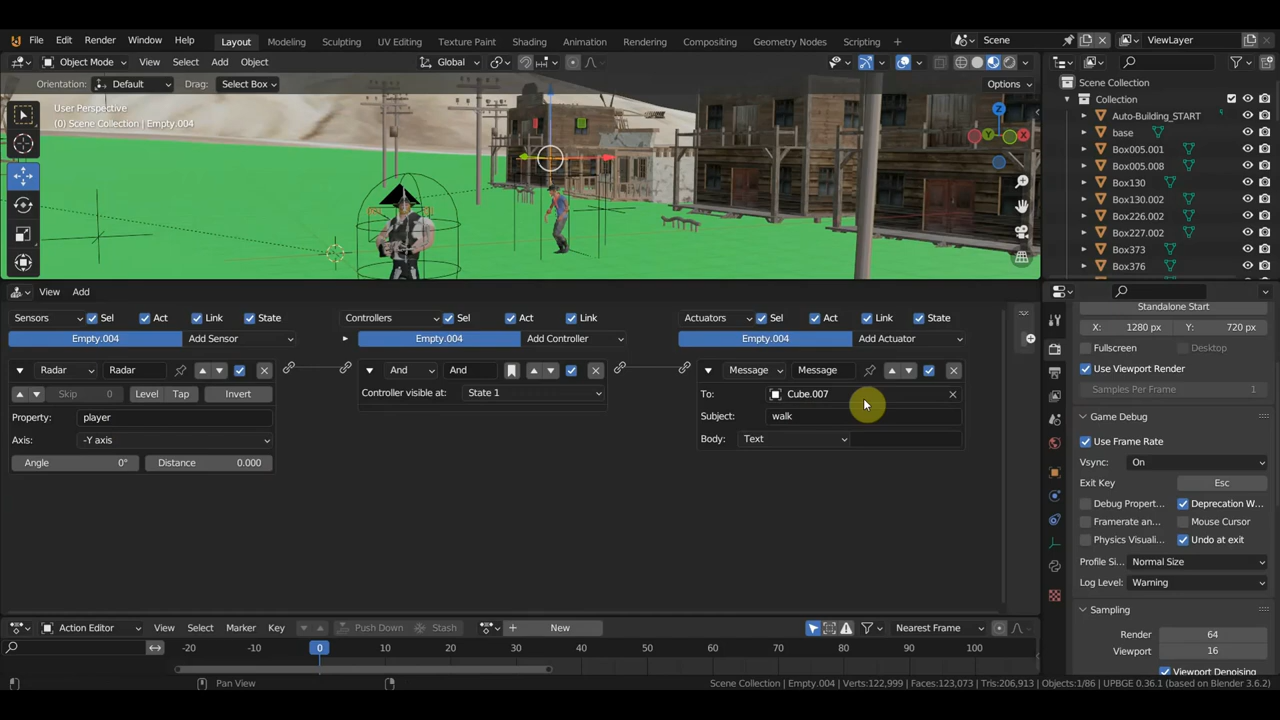 File Edit Render Window Help Layout Modeling Sculpting UV Editing Texture Paint Shading Animation Rendering Compositing Geometry Nodes Scripting + Scene ViewLayer
Object Mode View Select Add Object Global
Orientation: Default Drag: Select Box Options
User Perspective
(0) Scene Collection | Empty.004
Scene Collection
Collection
Auto-Building_START
base
Box005.001
Box005.008
Box130
Box130.002
Box226.002
Box227.002
Box373
Box376
X Y Z
View Add
Sensors Sel Act Link State Controllers Sel Act Link Actuators Sel Act Link State
Empty.004 Add Sensor Empty.004 Add Controller Empty.004 Add Actuator
Radar Radar And And Message Message
Skip 0 Level Tap Invert Controller visible at: State 1 To: Cube.007
Property: player Subject: walk
Axis: -Y axis Body: Text
Angle 0° Distance 0.000
Standalone Start
X: 1280 px Y: 720 px
Fullscreen Desktop
Use Viewport Render
Samples Per Frame 4
Game Debug
Use Frame Rate
Vsync: On
Exit Key Esc
Debug Propert... Deprecation W...
Framerate an... Mouse Cursor
Physics Visuali... Undo at exit
Profile Si... Normal Size
Log Level: Warning
Sampling
Render 64
Viewport 16
Viewport Denoising
Action Editor View Select Marker Key Push Down Stash + New Nearest Frame
-20 -10 0 10 20 30 40 50 60 70 80 90 100
Pan View Scene Collection | Empty.004 | Verts:122,999 | Faces:123,073 | Tris:206,913 | Objects:1/86 | UPBGE 0.36.1 (based on Blender 3.6.2)